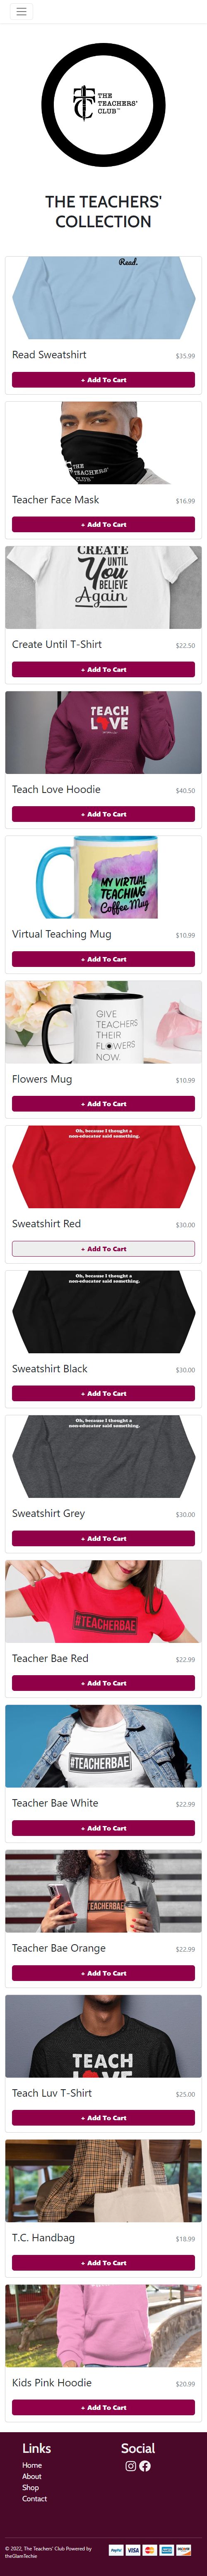 THE
TEACHERS'
CLUB™
THE TEACHERS'
COLLECTION
Read.
Read Sweatshirt
$35.99
+ Add To Cart
THE
TEACHERS'
CLUB
Teacher Face Mask
$16.99
+ Add To Cart
CREATE
UNTIL
You
BELIEVE
Again
Create Until T-Shirt
$22.50
+ Add To Cart
TEACH
LOVE
Teach Love Hoodie
$40.50
+ Add To Cart
MY VIRTUAL
TEACHING
Coffee Mug
Virtual Teaching Mug
$10.99
+ Add To Cart
GIVE
TEACHERS
THEIR
FLOWERS
NOW.
Flowers Mug
$10.99
+ Add To Cart
Oh, because I thought a
non-educator said something.
Sweatshirt Red
$30.00
+ Add To Cart
Oh, because I thought a
non-educator said something.
Sweatshirt Black
$30.00
+ Add To Cart
Oh, because I thought a
non-educator said something.
Sweatshirt Grey
$30.00
+ Add To Cart
#TEACHERBAE
Teacher Bae Red
$22.99
+ Add To Cart
#TEACHERBAE
Teacher Bae White
$22.99
+ Add To Cart
#TEACHERBAE
Teacher Bae Orange
$22.99
+ Add To Cart
TEACH
LOVE
Teach Luv T-Shirt
$25.00
+ Add To Cart
T.C. Handbag
$18.99
+ Add To Cart
Kids Pink Hoodie
$20.99
+ Add To Cart
Links
Home
About
Shop
Contact
Social
© 2022, The Teachers' Club Powered by
theGlamTechie
PayPal
VISA